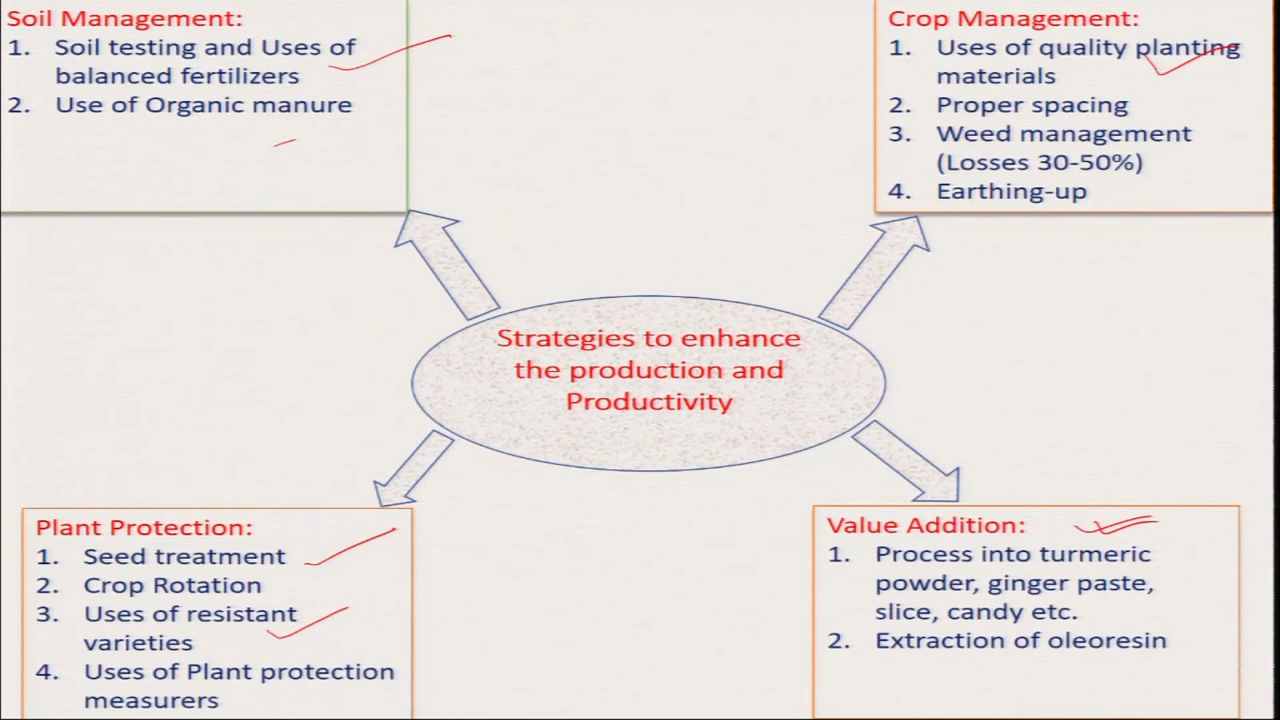 Soil Management:
1. Soil testing and Uses of
balanced fertilizers
2. Use of Organic manure
Crop Management:
1. Uses of quality planting
materials
2. Proper spacing
3. Weed management
(Losses 30-50%)
4. Earthing-up
Strategies to enhance
the production and
Productivity
Plant Protection:
1. Seed treatment
2. Crop Rotation
3. Uses of resistant
varieties
4. Uses of Plant protection
measurers
Value Addition:
1. Process into turmeric
powder, ginger paste,
slice, candy etc.
2. Extraction of oleoresin